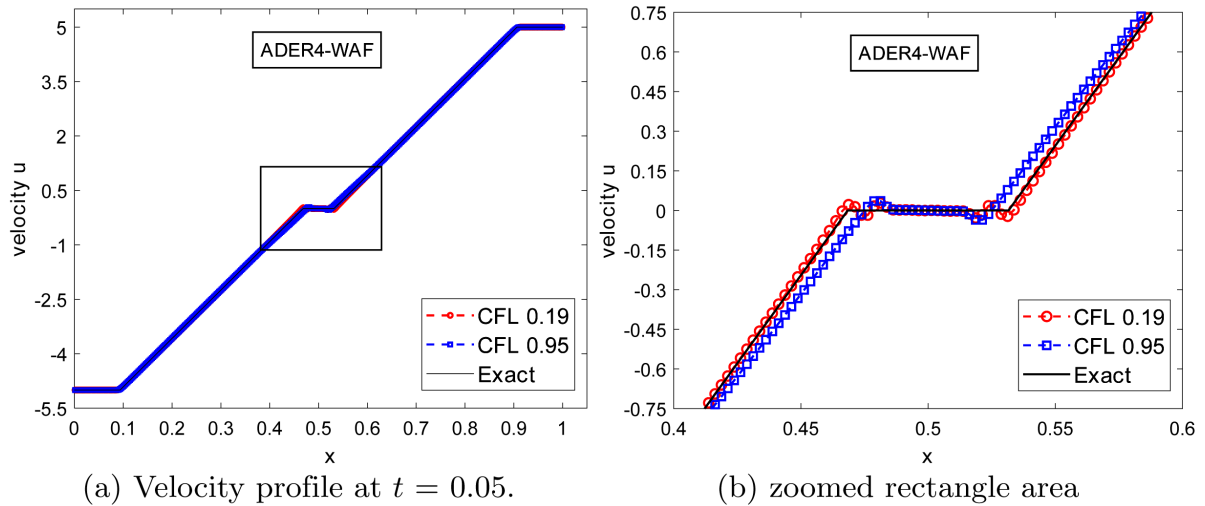 ADER4-WAF
velocity u
5
3.5
2
0.5
-1
-2.5
-4
-5.5
0 0.1 0.2 0.3 0.4 0.5 0.6 0.7 0.8 0.9 1
x
CFL 0.19
CFL 0.95
Exact
(a) Velocity profile at t = 0.05.
ADER4-WAF
velocity u
0.75
0.6
0.45
0.3
0.15
0
-0.15
-0.3
-0.45
-0.6
-0.75
0.4 0.45 0.5 0.55 0.6
x
CFL 0.19
CFL 0.95
Exact
(b) zoomed rectangle area